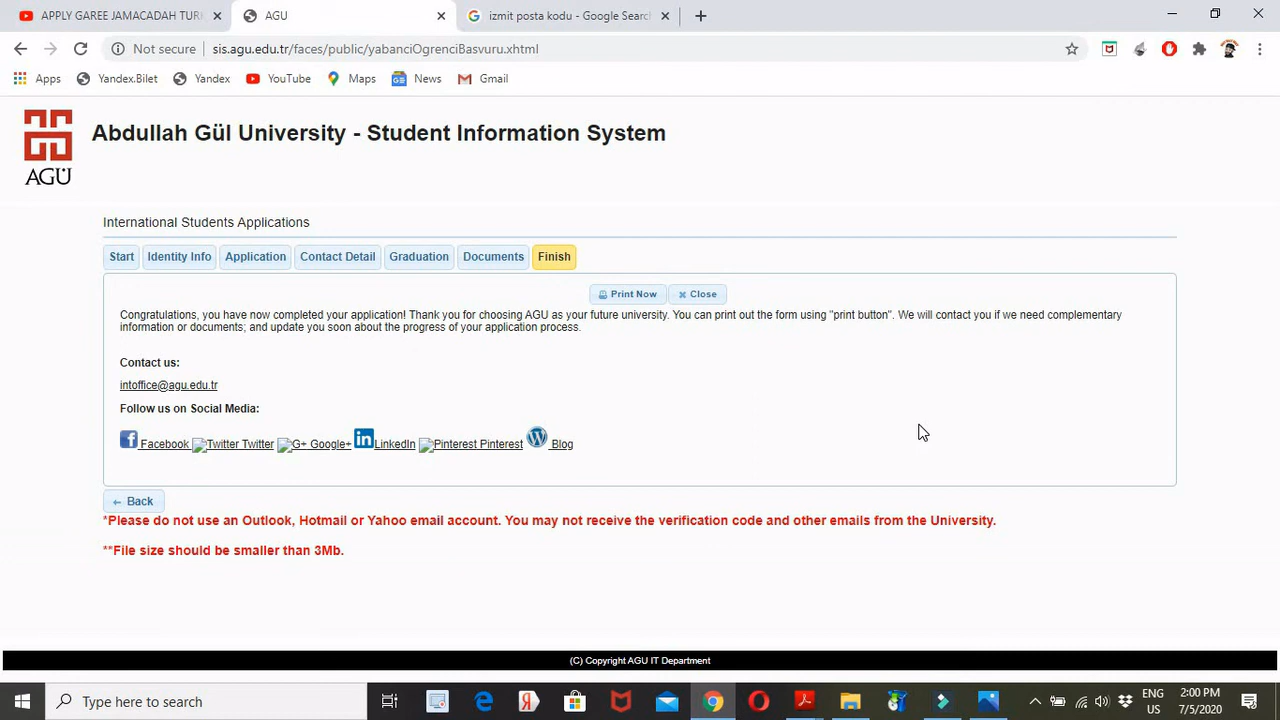 APPLY GAREE JAMACADAH TURK
AGU
izmit posta kodu - Google Search
Not secure
sis.agu.edu.tr/faces/public/yabanciOgrenciBasvuru.xhtml
Apps
Yandex.Bilet
Yandex
YouTube
Maps
News
Gmail
AGÜ
Abdullah Gül University - Student Information System
International Students Applications
Start
Identity Info
Application
Contact Detail
Graduation
Documents
Finish
Print Now
Close
Congratulations, you have now completed your application! Thank you for choosing AGU as your future university. You can print out the form using "print button". We will contact you if we need complementary
information or documents; and update you soon about the progress of your application process.
Contact us:
intoffice@agu.edu.tr
Follow us on Social Media:
Facebook Twitter Twitter G+ Google+ LinkedIn Pinterest Pinterest Blog
Back
*Please do not use an Outlook, Hotmail or Yahoo email account. You may not receive the verification code and other emails from the University.
**File size should be smaller than 3Mb.
(C) Copyright AGU IT Department
Type here to search
ENG
US
2:00 PM
7/5/2020